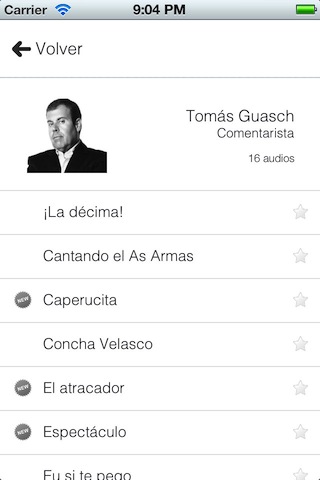 Carrier 9:04 PM
Volver
Tomás Guasch
Comentarista
16 audios
¡La décima!
Cantando el As Armas
NEW Caperucita
Concha Velasco
NEW El atracador
NEW Espectáculo
Eu si te pego